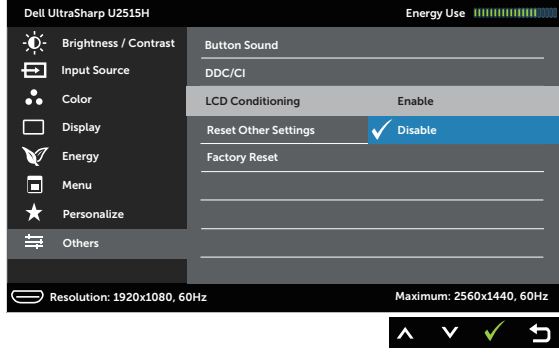 Dell UltraSharp U2515H Energy Use
Brightness / Contrast
Input Source
Color
Display
Energy
Menu
Personalize
Others
Button Sound
DDC/CI
LCD Conditioning Enable
Reset Other Settings Disable
Factory Reset
Resolution: 1920x1080, 60Hz Maximum: 2560x1440, 60Hz